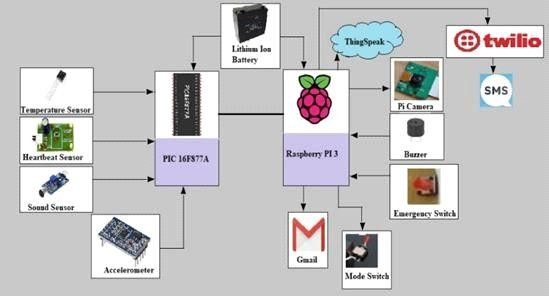 Lithium Ion
Battery
ThingSpeak
twilio
SMS
Temperature Sensor
PIC16F877A
Pi Camera
Heartbeat Sensor
PIC 16F877A
Raspberry PI 3
Buzzer
Sound Sensor
Emergency Switch
Accelerometer
Gmail
Mode Switch